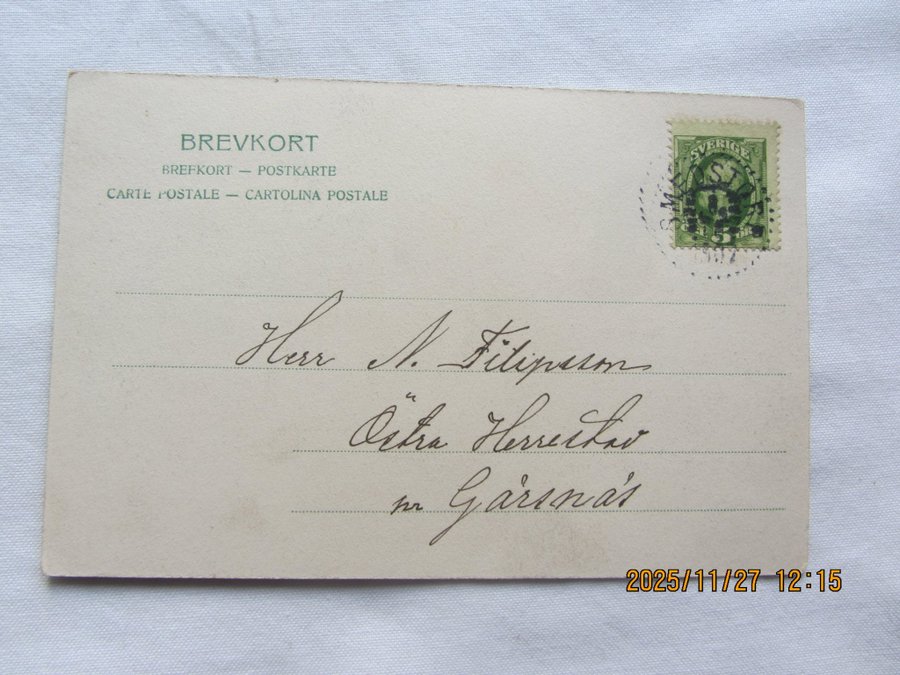 BREVKORT
BREFKORT — POSTKARTE
CARTE POSTALE — CARTOLINA POSTALE
SVERIGE
5
Herr N. Filipsson
Östra Herrestad
pr Gärsnäs
2025/11/27 12:15